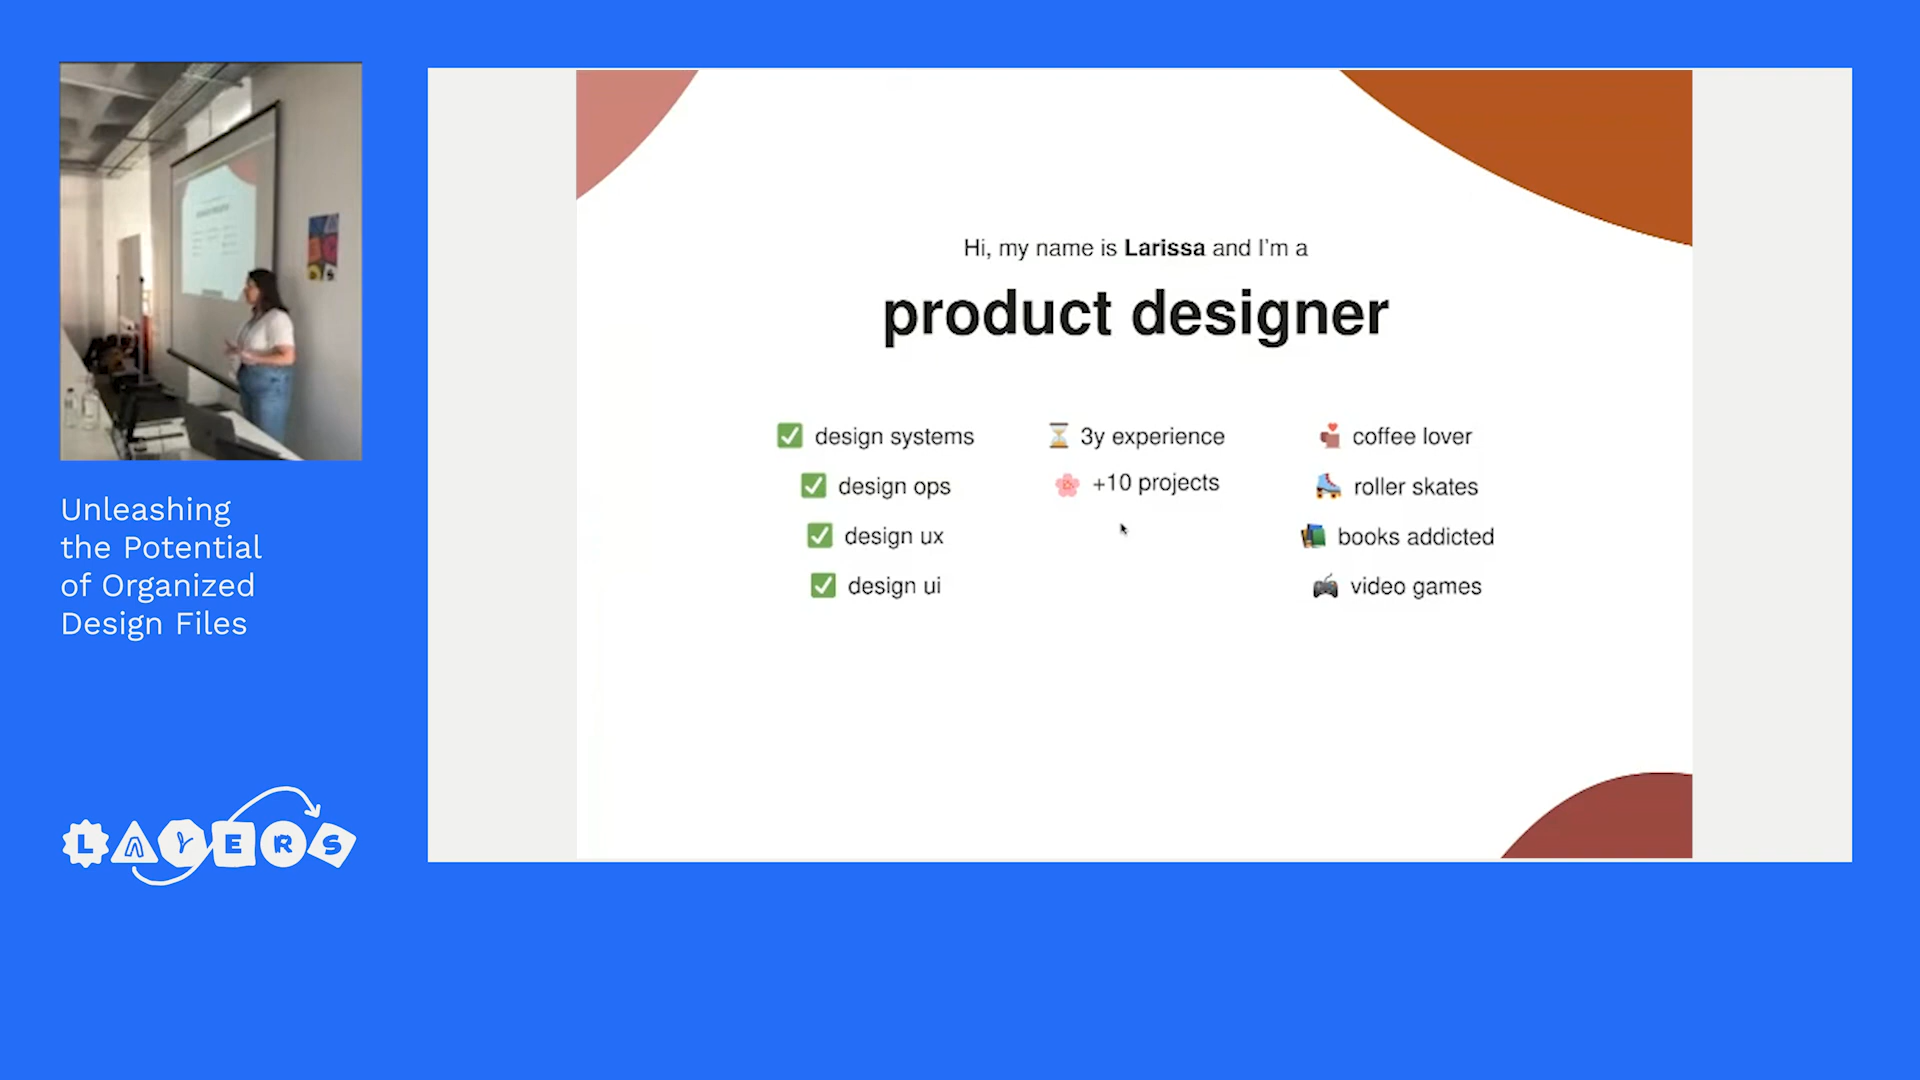 Unleashing
the Potential
of Organized
Design Files
LAYERS
Hi, my name is Larissa and I'm a
product designer
design systems
design ops
design ux
design ui
3y experience
+10 projects
coffee lover
roller skates
books addicted
video games